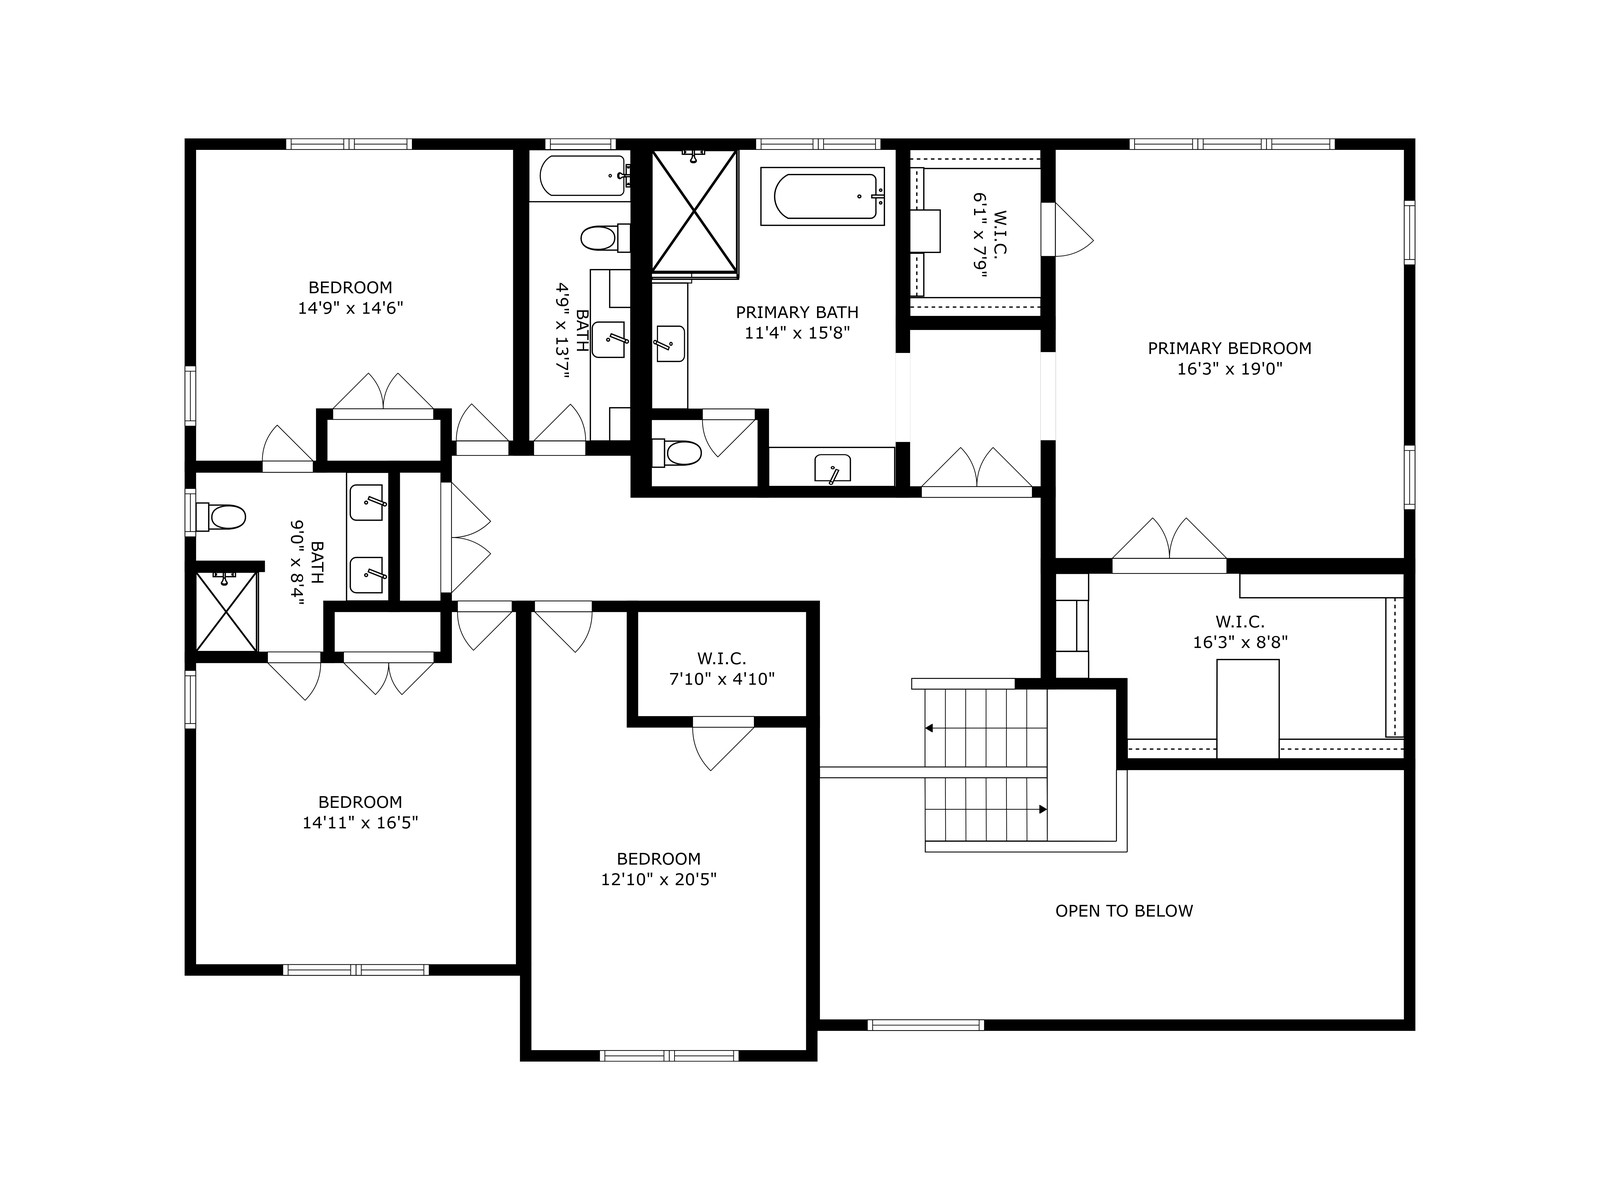 BEDROOM
14'9" x 14'6"
BATH
4'9" x 13'7"
PRIMARY BATH
11'4" x 15'8"
W.I.C.
6'1" x 7'9"
PRIMARY BEDROOM
16'3" x 19'0"
BATH
9'0" x 8'4"
W.I.C.
7'10" x 4'10"
W.I.C.
16'3" x 8'8"
BEDROOM
14'11" x 16'5"
BEDROOM
12'10" x 20'5"
OPEN TO BELOW